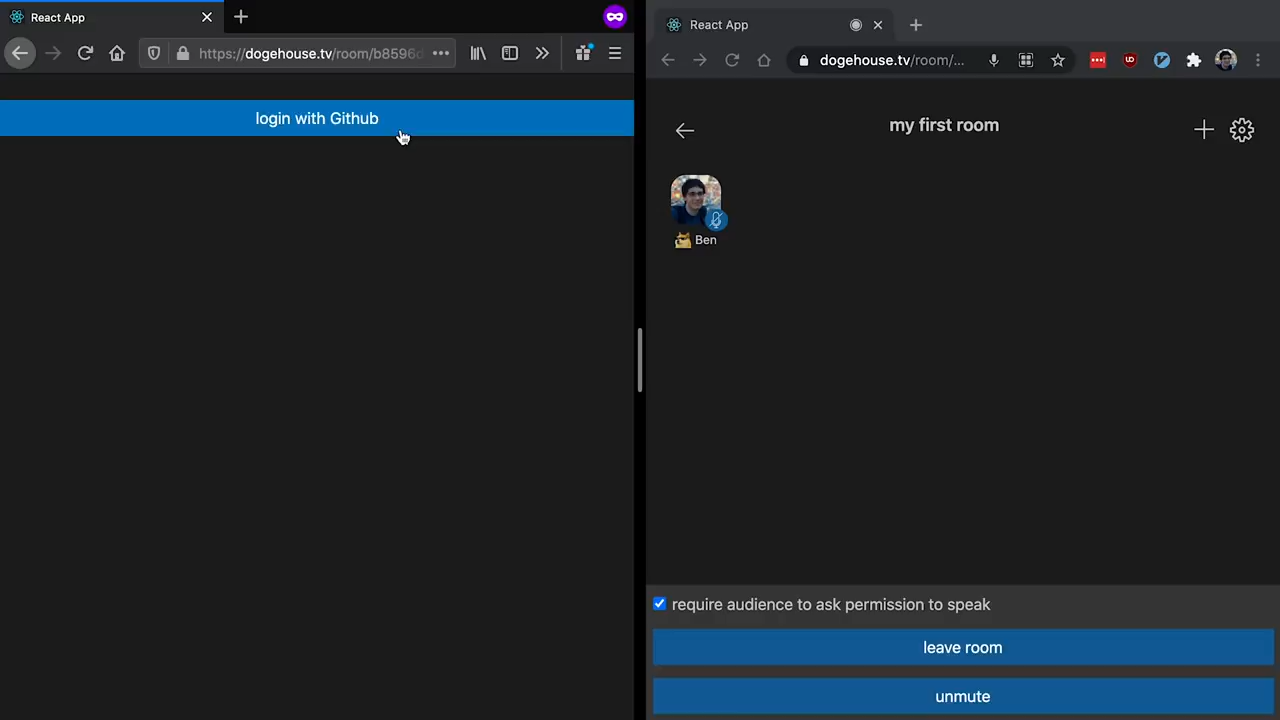 React App
https://dogehouse.tv/room/b8596d
login with Github
React App
dogehouse.tv/room/...
my first room
Ben
require audience to ask permission to speak
leave room
unmute